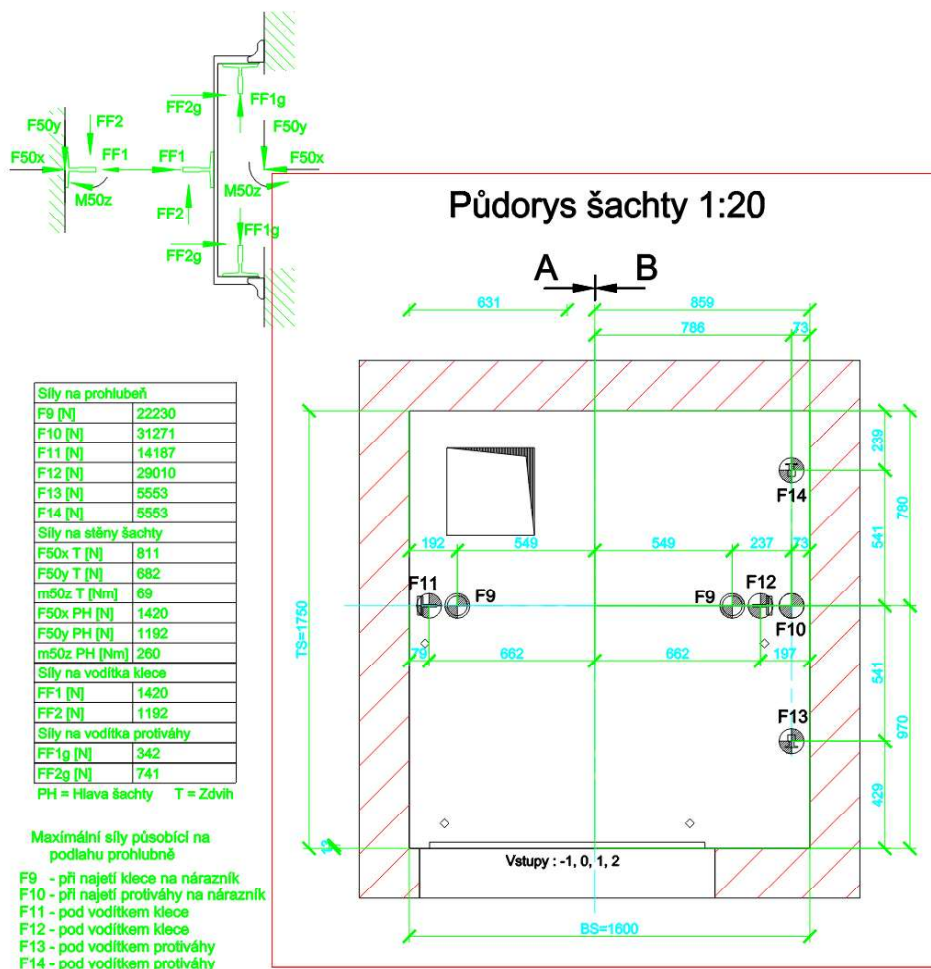 FF2g
FF1g
F50y
FF2
F50y
F50x
FF1
FF1
F50x
M50z
M50z
FF2
FF1g
FF2g
Půdorys šachty 1:20
A B
631
859
786
73
Síly na prohlubeň
F9 [N] 22230
F10 [N] 31271
F11 [N] 14187
F12 [N] 29010
F13 [N] 5553
F14 [N] 5553
Síly na stěny šachty
F50x T [N] 811
F50y T [N] 682
m50z T [Nm] 69
F50x PH [N] 1420
F50y PH [N] 1192
m50z PH [Nm] 260
Síly na vodítka klece
FF1 [N] 1420
FF2 [N] 1192
Síly na vodítka protiváhy
FF1g [N] 342
FF2g [N] 741
PH = Hlava šachty T = Zdvih
Maximální síly působící na
podlahu prohlubně
F9 - při najetí klece na nárazník
F10 - při najetí protiváhy na nárazník
F11 - pod vodítkem klece
F12 - pod vodítkem klece
F13 - pod vodítkem protiváhy
F14 - pod vodítkem protiváhy
TS=1750
F14
239
780
541
192
549
549
237
73
F11
F9
F9
F12
F10
79
662
662
197
541
970
F13
429
12
Vstupy : -1, 0, 1, 2
BS=1600